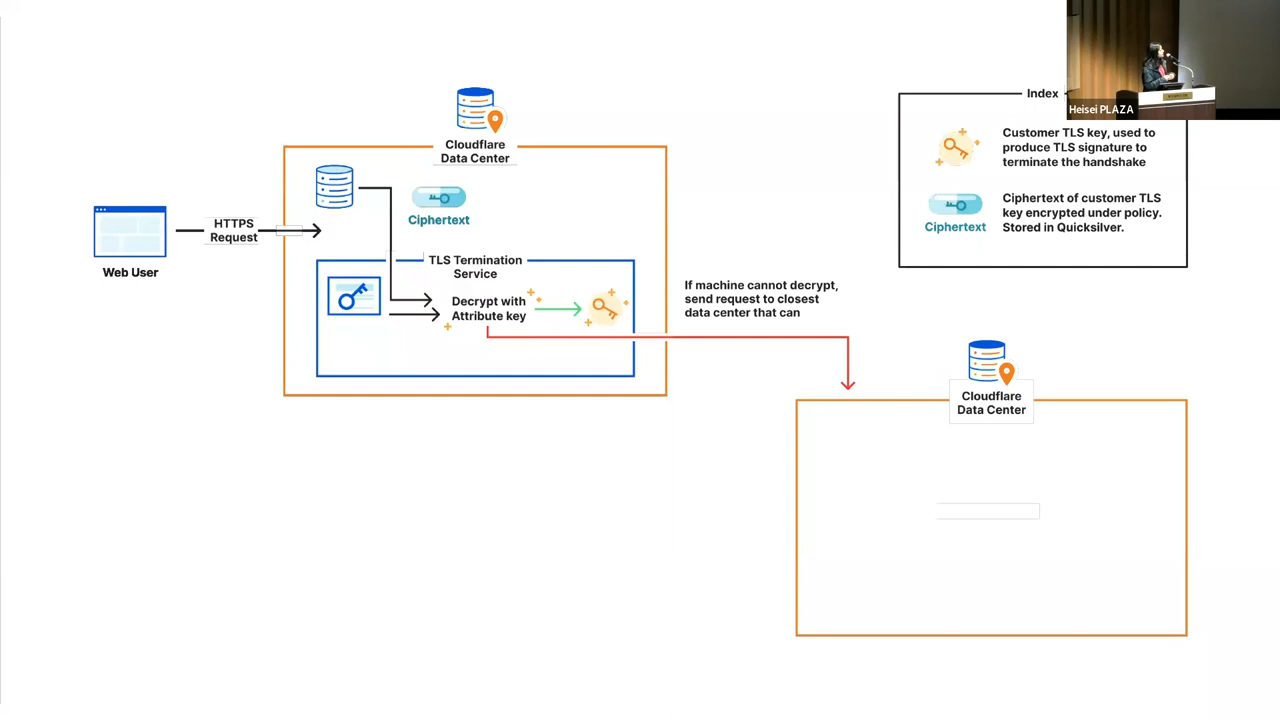 Heisei PLAZA
Index
Customer TLS key, used to
produce TLS signature to
terminate the handshake
Ciphertext
Ciphertext of customer TLS
key encrypted under policy.
Stored in Quicksilver.
Cloudflare
Data Center
Ciphertext
HTTPS
Request
Web User
TLS Termination
Service
Decrypt with
Attribute key
If machine cannot decrypt,
send request to closest
data center that can
Cloudflare
Data Center